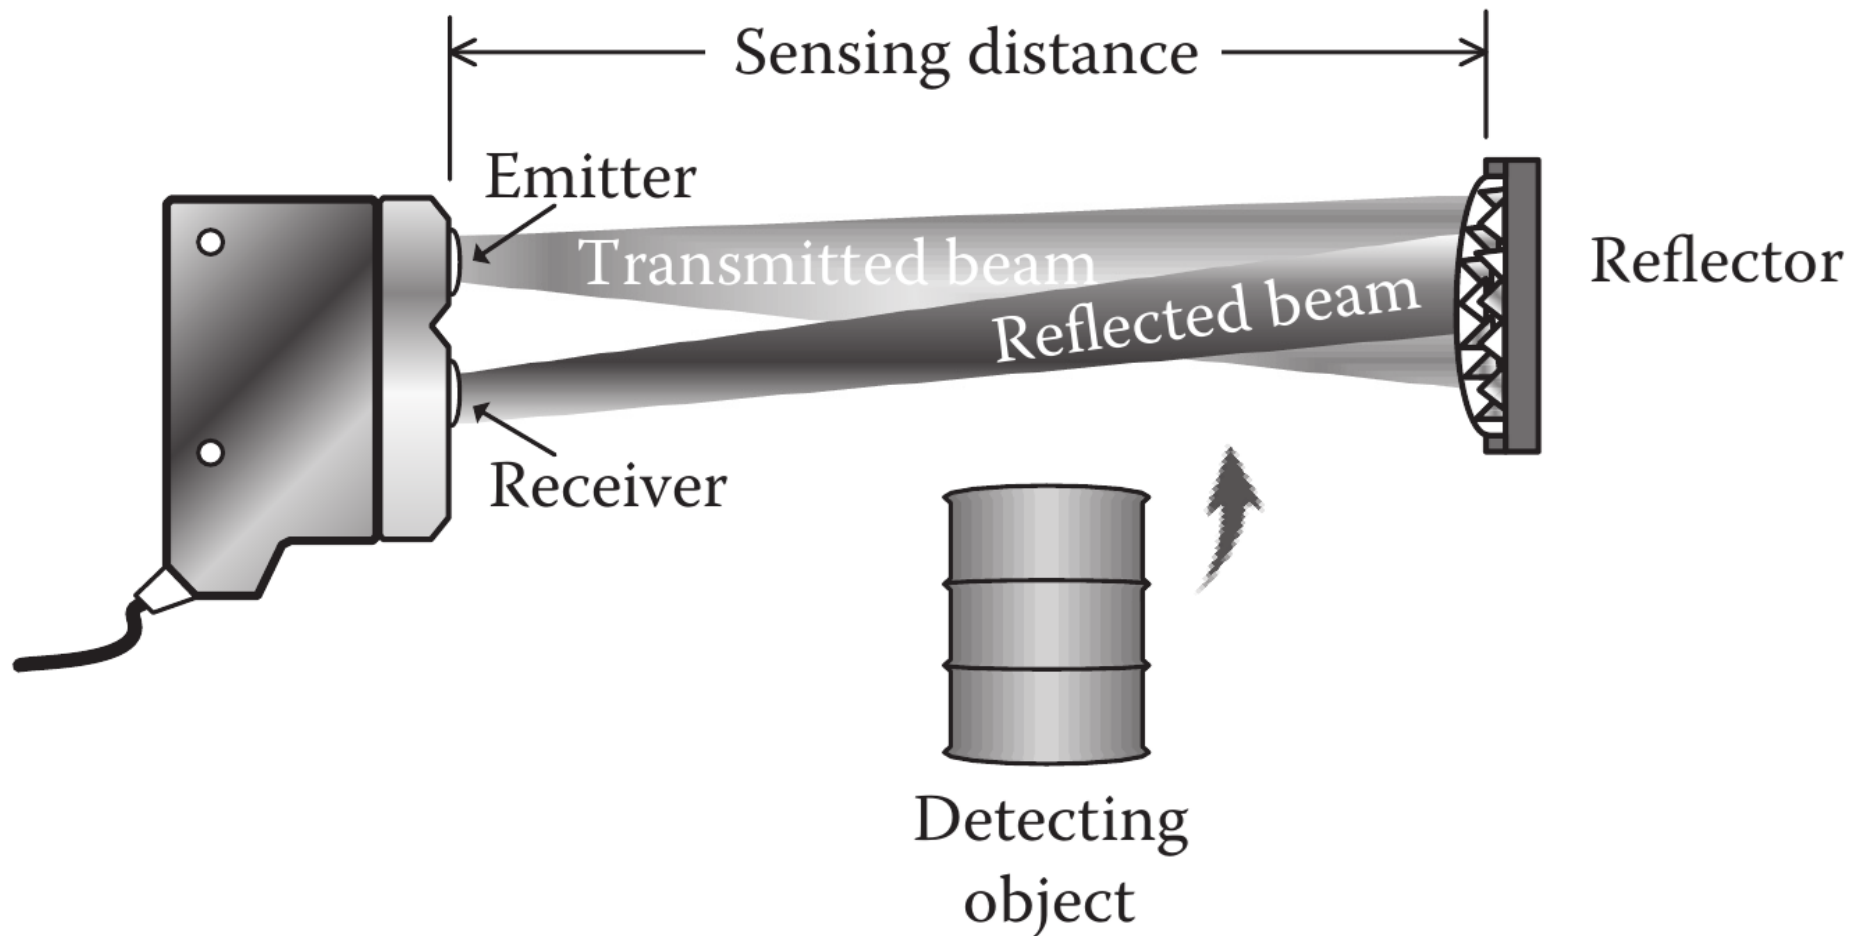 Sensing distance
Emitter
Transmitted beam
Reflected beam
Reflector
Receiver
Detecting
object